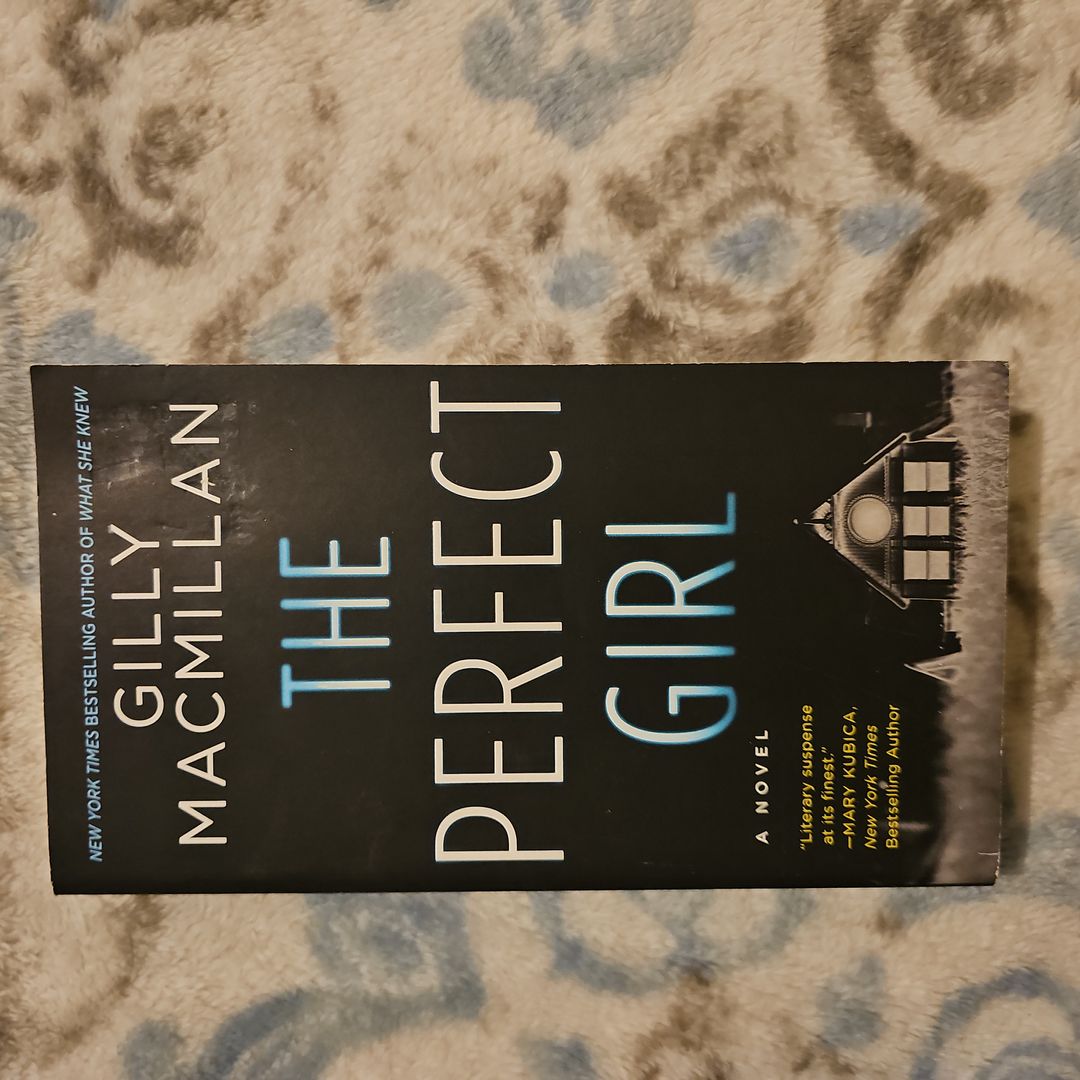 NEW YORK TIMES BESTSELLING AUTHOR OF WHAT SHE KNEW
GILLY
MACMILLAN
THE
PERFECT
GIRL
A NOVEL
"Literary suspense
at its finest."
—MARY KUBICA,
New York Times
Bestselling Author